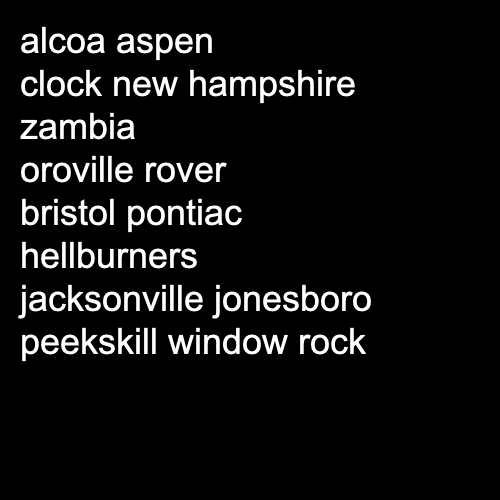 alcoa aspen
clock new hampshire
zambia
oroville rover
bristol pontiac
hellburners
jacksonville jonesboro
peekskill window rock